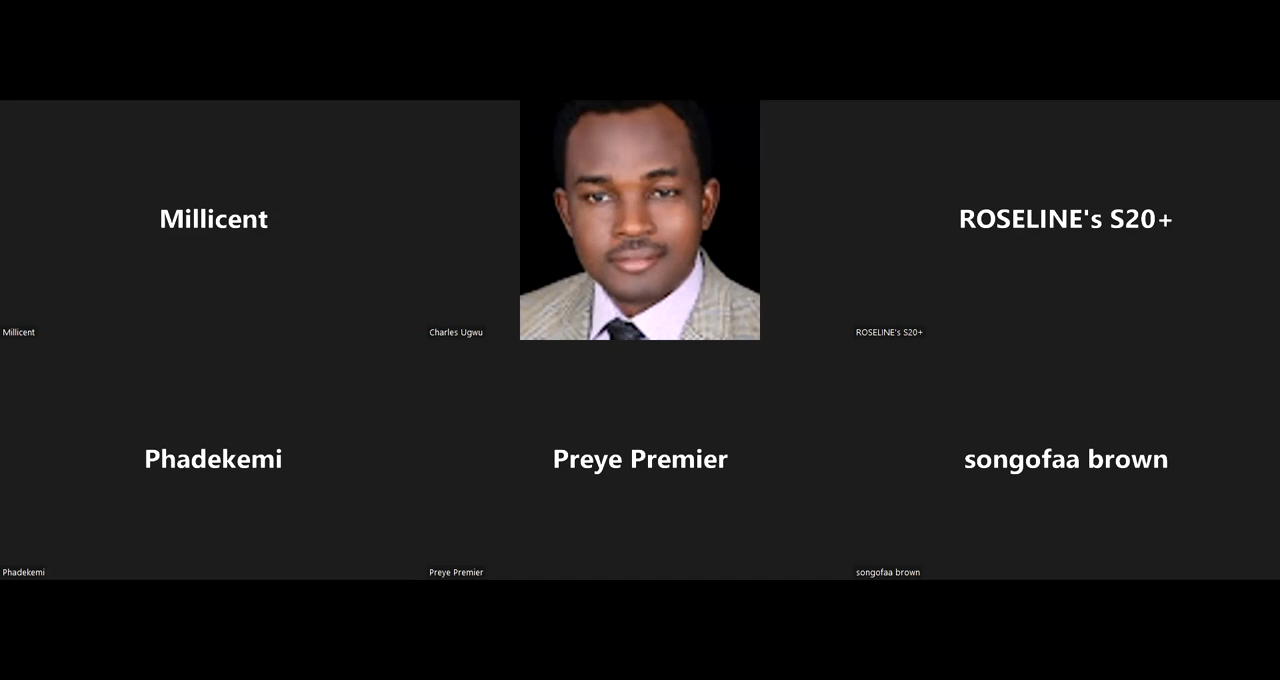 Millicent
ROSELINE's S20+
Millicent
Charles Ugwu
ROSELINE's S20+
Phadekemi
Preye Premier
songofaa brown
Phadekemi
Preye Premier
songofaa brown